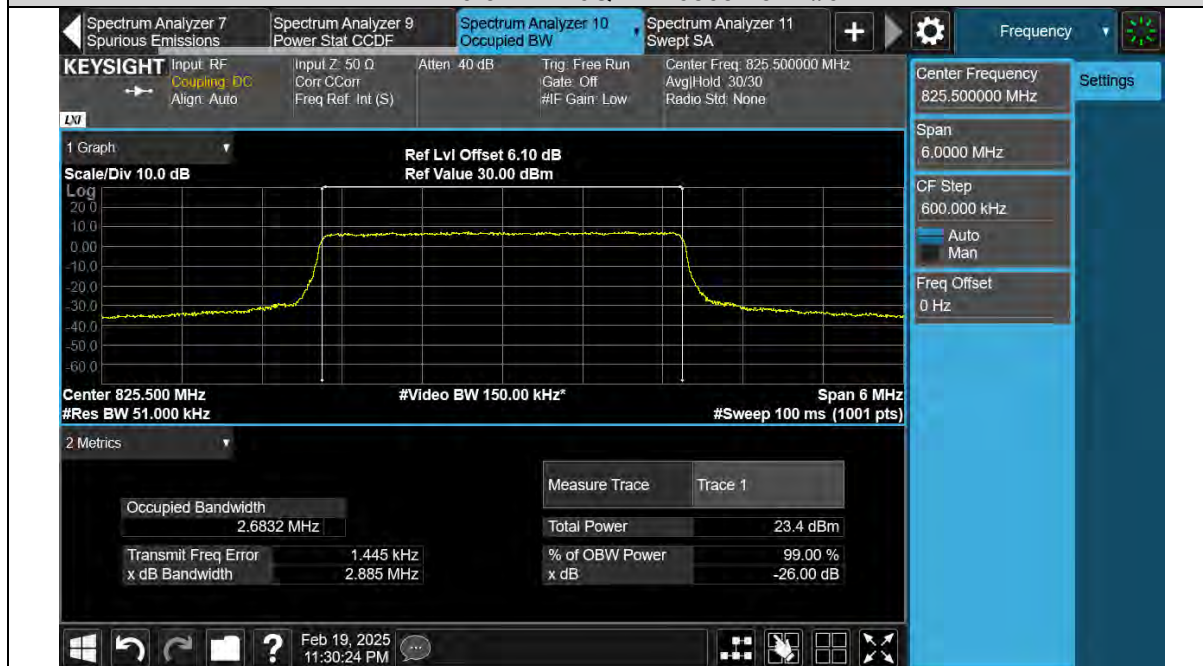 Spectrum Analyzer 7
Spurious Emissions
Spectrum Analyzer 9
Power Stat CCDF
Spectrum Analyzer 10
Occupied BW
Spectrum Analyzer 11
Swept SA
+
Frequency
KEYSIGHT
Input: RF
Coupling: DC
Align: Auto
Input Z: 50 Ω
Corr CCorr
Freq Ref: Int (S)
Atten: 40 dB
Trig: Free Run
Gate: Off
#IF Gain: Low
Center Freq: 825.500000 MHz
Avg|Hold: 30/30
Radio Std: None
LXI
1 Graph
Scale/Div 10.0 dB
Ref Lvl Offset 6.10 dB
Ref Value 30.00 dBm
Log
20.0
10.0
0.00
-10.0
-20.0
-30.0
-40.0
-50.0
-60.0
Center 825.500 MHz
#Video BW 150.00 kHz*
Span 6 MHz
#Res BW 51.000 kHz
#Sweep 100 ms (1001 pts)
2 Metrics
Measure Trace
Trace 1
Occupied Bandwidth
2.6832 MHz
Total Power
23.4 dBm
Transmit Freq Error
1.445 kHz
% of OBW Power
99.00 %
x dB Bandwidth
2.885 MHz
x dB
-26.00 dB
Center Frequency
825.500000 MHz
Settings
Span
6.0000 MHz
CF Step
600.000 kHz
Auto
Man
Freq Offset
0 Hz
?
Feb 19, 2025
11:30:24 PM